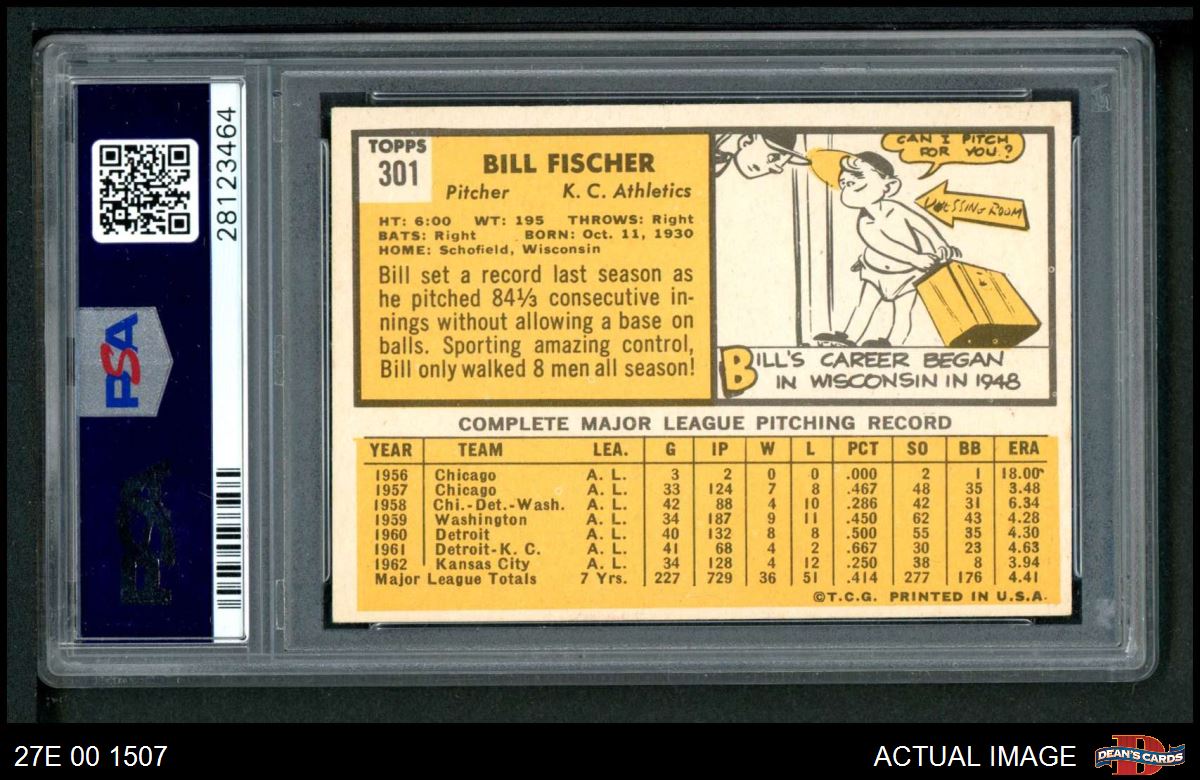 28123464
PSA
PSA
TOPPS
301
BILL FISCHER
Pitcher K. C. Athletics
HT: 6:00 WT: 195 THROWS: Right
BATS: Right BORN: Oct. 11, 1930
HOME: Schofield, Wisconsin
Bill set a record last season as
he pitched 84⅓ consecutive in-
nings without allowing a base on
balls. Sporting amazing control,
Bill only walked 8 men all season!
CAN I PITCH
FOR YOU?
DRESSING ROOM
BILL'S CAREER BEGAN
IN WISCONSIN IN 1948
COMPLETE MAJOR LEAGUE PITCHING RECORD
YEAR TEAM LEA. G IP W L PCT SO BB ERA
1956 Chicago A. L. 3 2 0 0 .000 2 1 18.00
1957 Chicago A. L. 33 124 7 8 .467 48 35 3.48
1958 Chi.-Det.-Wash. A. L. 42 88 4 10 .286 42 31 6.34
1959 Washington A. L. 34 187 9 11 .450 62 43 4.28
1960 Detroit A. L. 40 132 8 8 .500 55 35 4.30
1961 Detroit-K. C. A. L. 41 68 4 2 .667 30 23 4.63
1962 Kansas City A. L. 34 128 4 12 .250 38 8 3.94
Major League Totals 7 Yrs. 227 729 36 51 .414 277 176 4.41
©T.C.G. PRINTED IN U.S.A.
27E 00 1507
ACTUAL IMAGE
DEAN'S CARDS